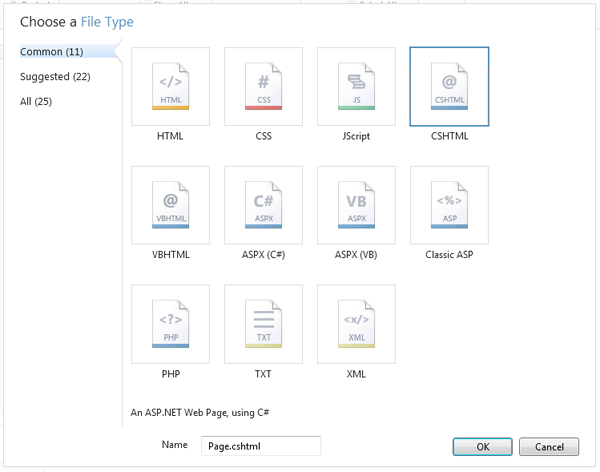 Choose a File Type
Common (11)
Suggested (22)
All (25)
</> # JS @
HTML CSS CSHTML
HTML CSS JScript CSHTML
@ C# VB <%>
VBHTML ASPX ASPX ASP
VBHTML ASPX (C#) ASPX (VB) Classic ASP
<?> <x/>
PHP TXT XML
PHP TXT XML
An ASP.NET Web Page, using C#
Name Page.cshtml OK Cancel